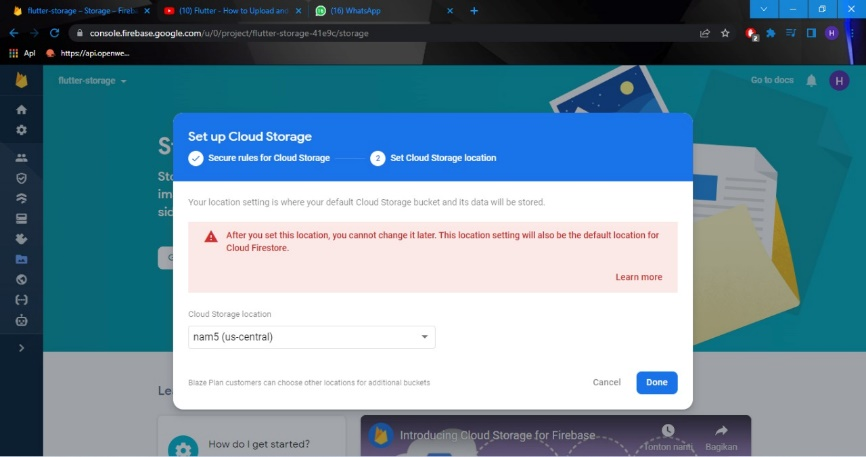 flutter-storage – Storage – Fireb
(10) Flutter - How to Upload and
(16) WhatsApp
console.firebase.google.com/u/0/project/flutter-storage-41e9c/storage
Apl
https://api.openwe...
flutter-storage
Go to docs
H
Set up Cloud Storage
Secure rules for Cloud Storage
2 Set Cloud Storage location
Your location setting is where your default Cloud Storage bucket and its data will be stored.
After you set this location, you cannot change it later. This location setting will also be the default location for
Cloud Firestore.
Learn more
Cloud Storage location
nam5 (us-central)
Blaze Plan customers can choose other locations for additional buckets
Cancel
Done
How do I get started?
Introducing Cloud Storage for Firebase
Tonton nanti
Bagikan